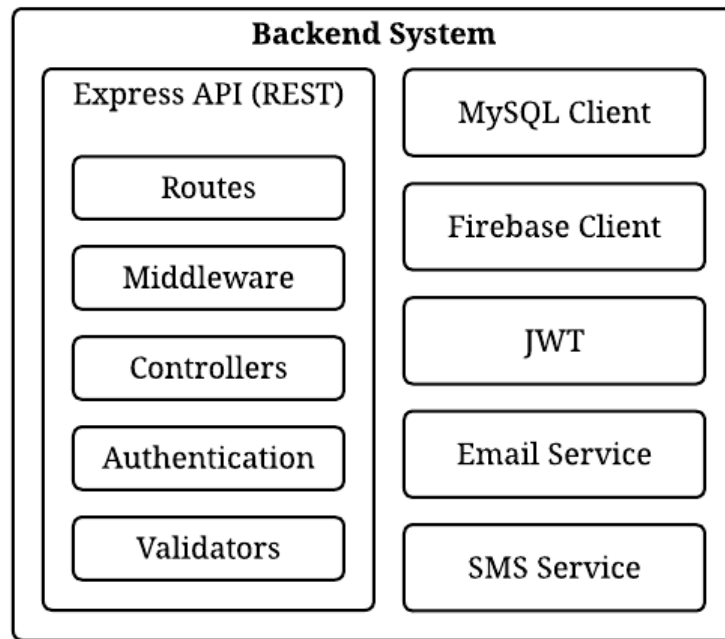 Backend System
Express API (REST)
Routes
Middleware
Controllers
Authentication
Validators
MySQL Client
Firebase Client
JWT
Email Service
SMS Service